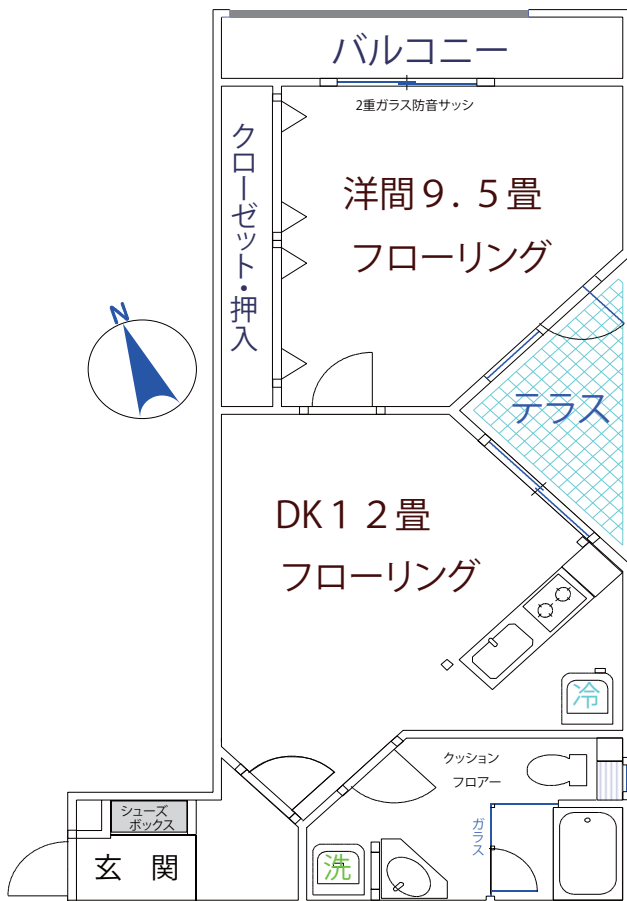 バルコニー
2重ガラス防音サッシ
クローゼット・押入
洋間９．５畳
フローリング
N
テラス
DK１２畳
フローリング
冷
クッション
フロアー
シューズ
ボックス
ガラス
玄 関
洗